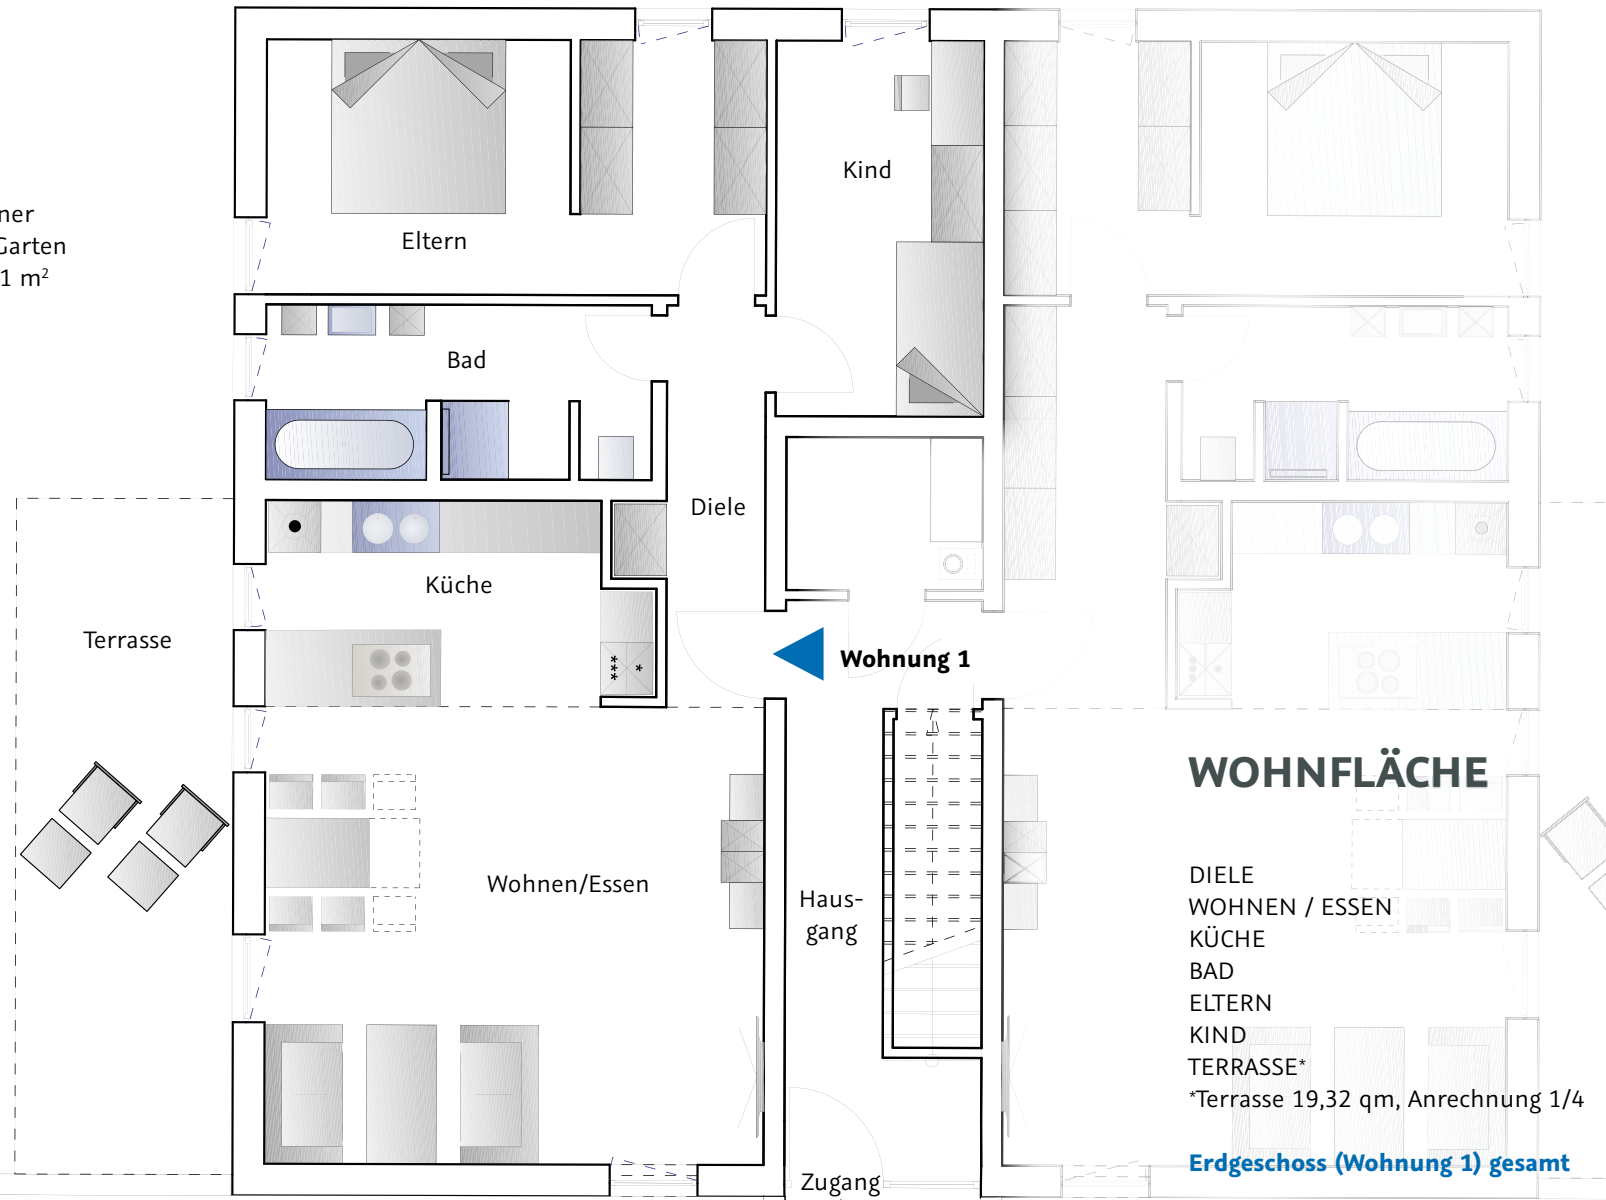 Kind
Eltern
Garten
1 m²
Bad
Diele
Küche
Terrasse
Wohnung 1
Wohnen/Essen
Haus-
gang
Zugang
WOHNFLÄCHE
DIELE
WOHNEN / ESSEN
KÜCHE
BAD
ELTERN
KIND
TERRASSE*
*Terrasse 19,32 qm, Anrechnung 1/4
Erdgeschoss (Wohnung 1) gesamt